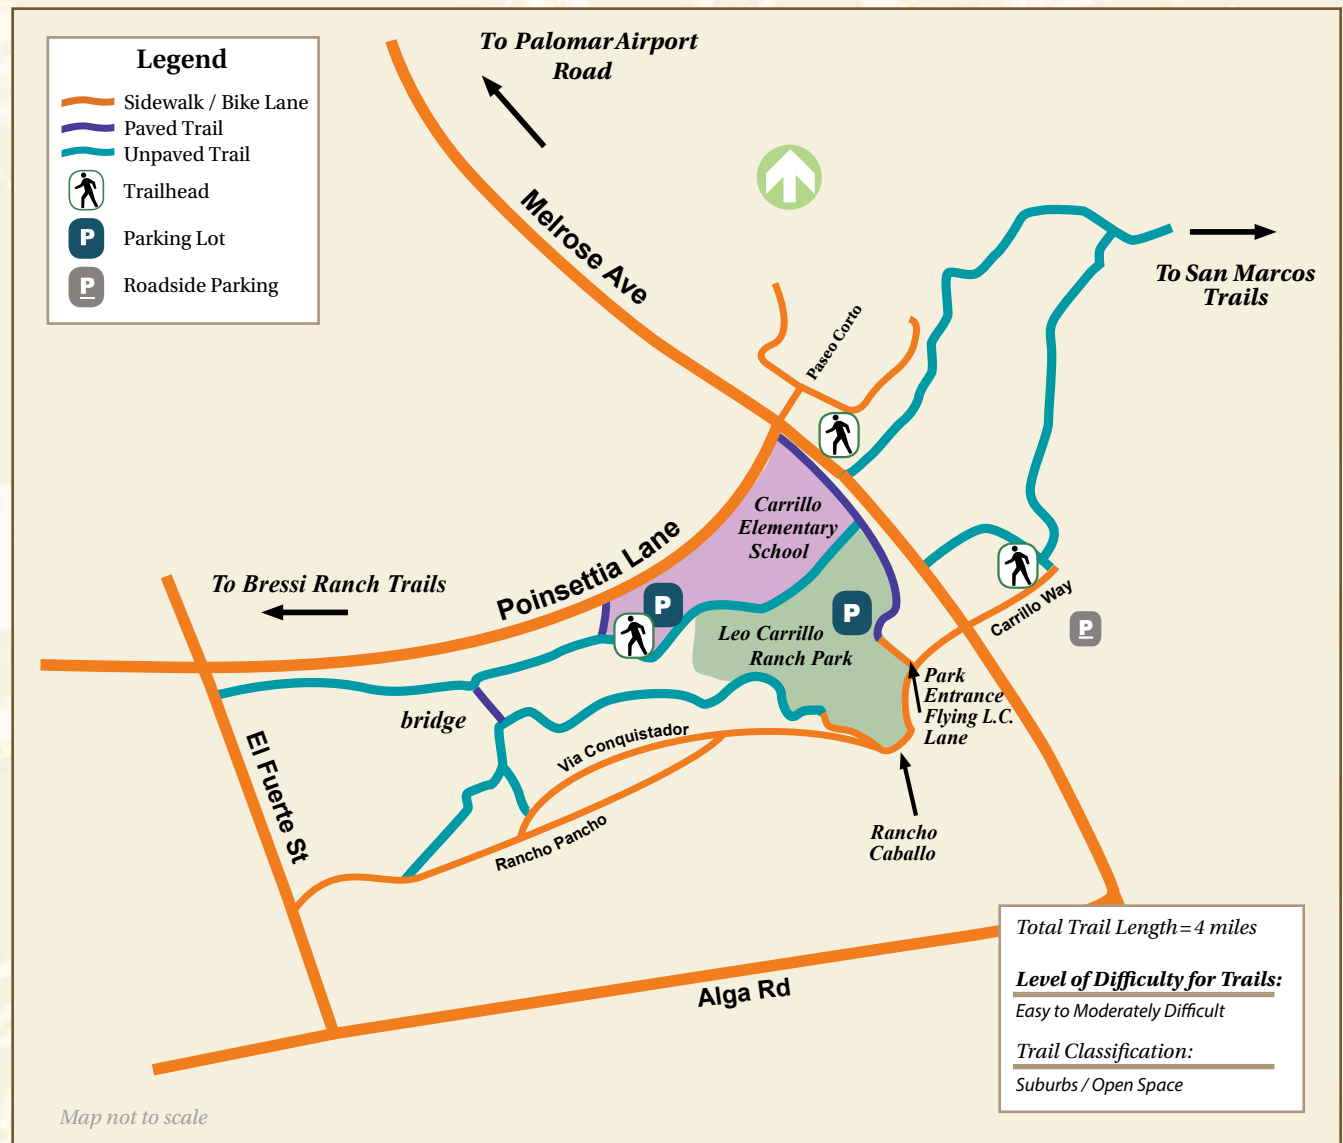 Legend
Sidewalk / Bike Lane
Paved Trail
Unpaved Trail
Trailhead
P
Parking Lot
P
Roadside Parking
To Palomar Airport
Road
Melrose Ave
To San Marcos
Trails
Paseo Corto
Carrillo
Elementary
School
Poinsettia Lane
To Bressi Ranch Trails
P
P
Leo Carrillo
Ranch Park
Carrillo Way
P
Park
Entrance
Flying L.C.
Lane
bridge
Via Conquistador
El Fuerte St
Rancho Pancho
Rancho
Caballo
Alga Rd
Total Trail Length = 4 miles
Level of Difficulty for Trails:
Easy to Moderately Difficult
Trail Classification:
Suburbs / Open Space
Map not to scale